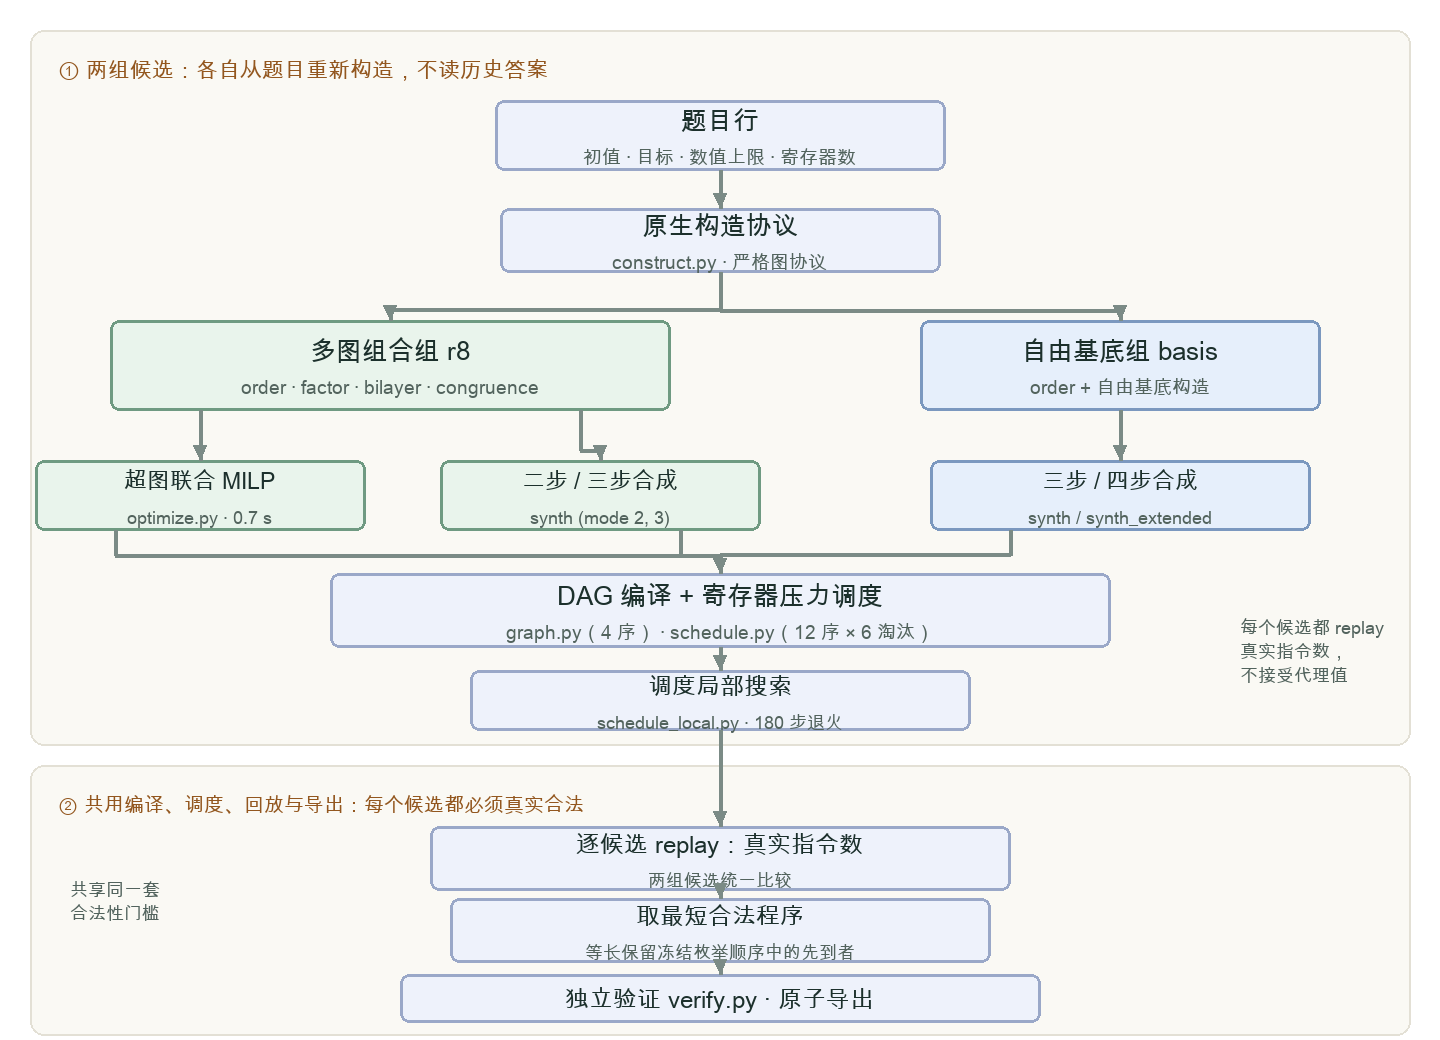 ① 两组候选：各自从题目重新构造，不读历史答案
题目行
初值 · 目标 · 数值上限 · 寄存器数
原生构造协议
construct.py · 严格图协议
多图组合组 r8
order · factor · bilayer · congruence
自由基底组 basis
order + 自由基底构造
超图联合 MILP
optimize.py · 0.7 s
二步 / 三步合成
synth (mode 2, 3)
三步 / 四步合成
synth / synth_extended
DAG 编译 + 寄存器压力调度
graph.py（4 序） · schedule.py（12 序 × 6 淘汰）
每个候选都 replay
真实指令数，
不接受代理值
调度局部搜索
schedule_local.py · 180 步退火
② 共用编译、调度、回放与导出：每个候选都必须真实合法
逐候选 replay：真实指令数
两组候选统一比较
共享同一套
合法性门槛
取最短合法程序
等长保留冻结枚举顺序中的先到者
独立验证 verify.py · 原子导出